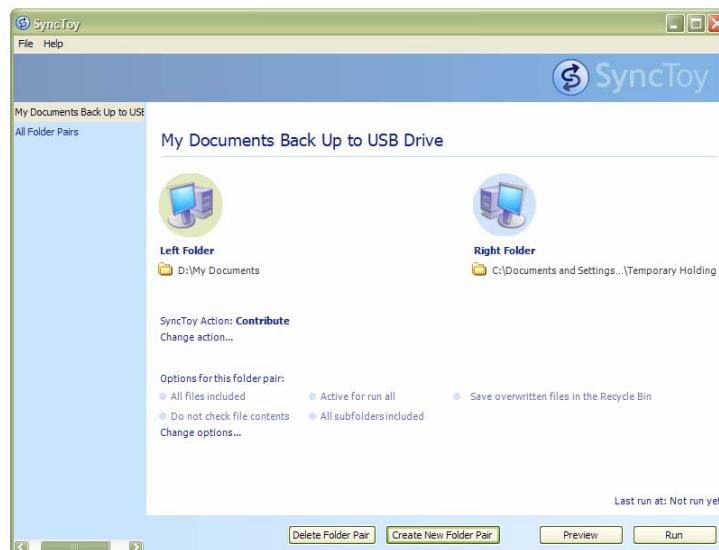 SyncToy
File Help
SyncToy
My Documents Back Up to USB
All Folder Pairs
My Documents Back Up to USB Drive
Left Folder
Right Folder
D:\My Documents
C:\Documents and Settings...\Temporary Holding
SyncToy Action: Contribute
Change action...
Options for this folder pair:
All files included
Active for run all
Save overwritten files in the Recycle Bin
Do not check file contents
All subfolders included
Change options...
Last run at: Not run yet
Delete Folder Pair
Create New Folder Pair
Preview
Run